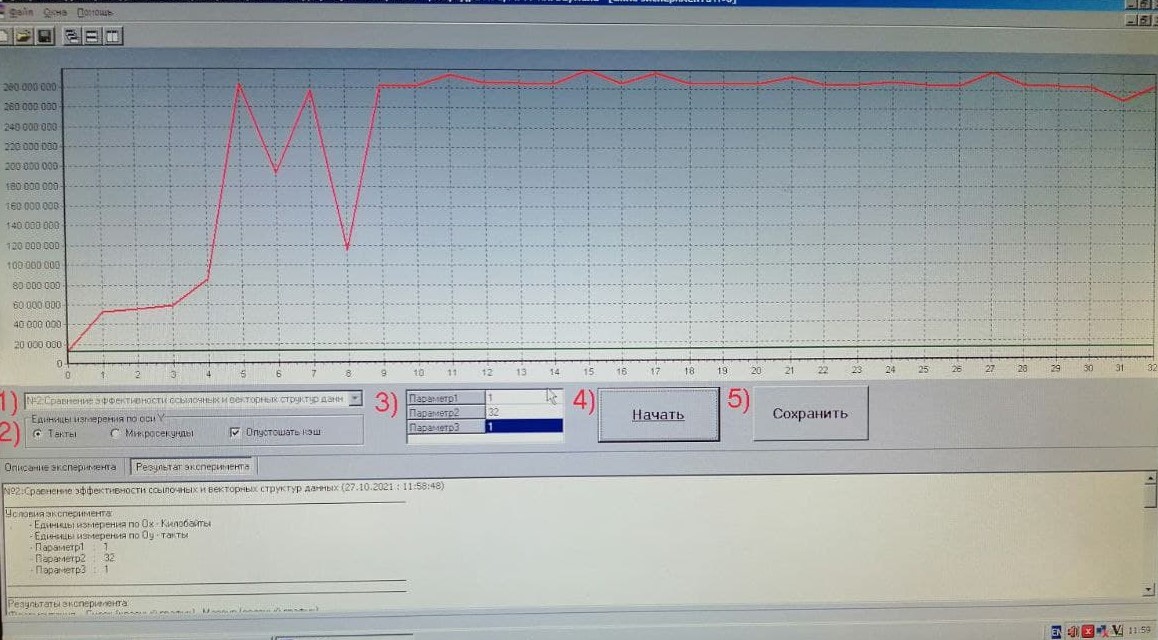 Файл Окна Помощь
280 000 000
260 000 000
240 000 000
220 000 000
200 000 000
180 000 000
160 000 000
140 000 000
120 000 000
100 000 000
80 000 000
60 000 000
40 000 000
20 000 000
0
0 1 2 3 4 5 6 7 8 9 10 11 12 13 14 15 16 17 18 19 20 21 22 23 24 25 26 27 28 29 30 31 32
1) №2:Сравнение эффективности ссылочных и векторных структур данн
2) Единицы измерения по оси Y
Такты Микросекунды Опустошать кэш
3) Параметр1 1
Параметр2 32
Параметр3 1
4) Начать
5) Сохранить
Описание эксперимента Результат эксперимента
№2:Сравнение эффективности ссылочных и векторных структур данных (27.10.2021 : 11:58:48)
Условия эксперимента:
- Единицы измерения по Ox - Килобайты
- Единицы измерения по Oy - такты
- Параметр1 : 1
- Параметр2 : 32
- Параметр3 : 1
Результаты эксперимента:
EN 11:59